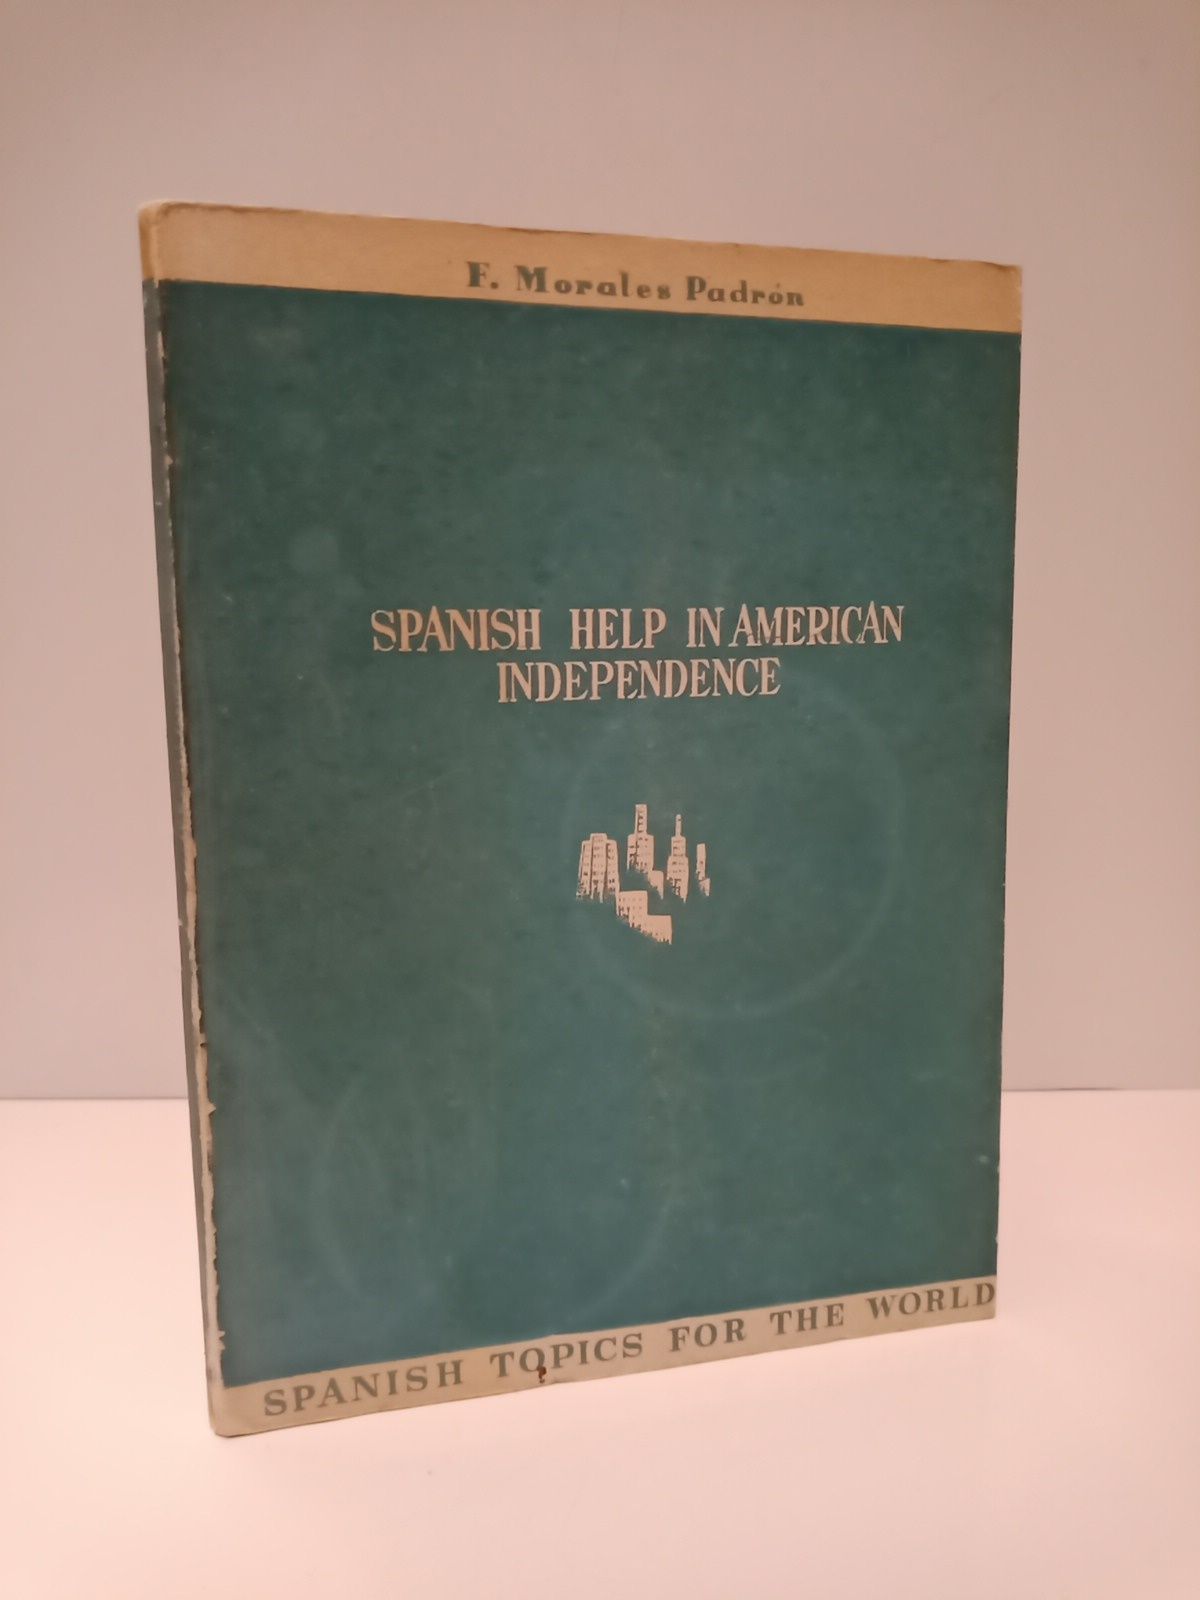 F. Morales Padrón
SPANISH HELP IN AMERICAN
INDEPENDENCE
SPANISH TOPICS FOR THE WORLD